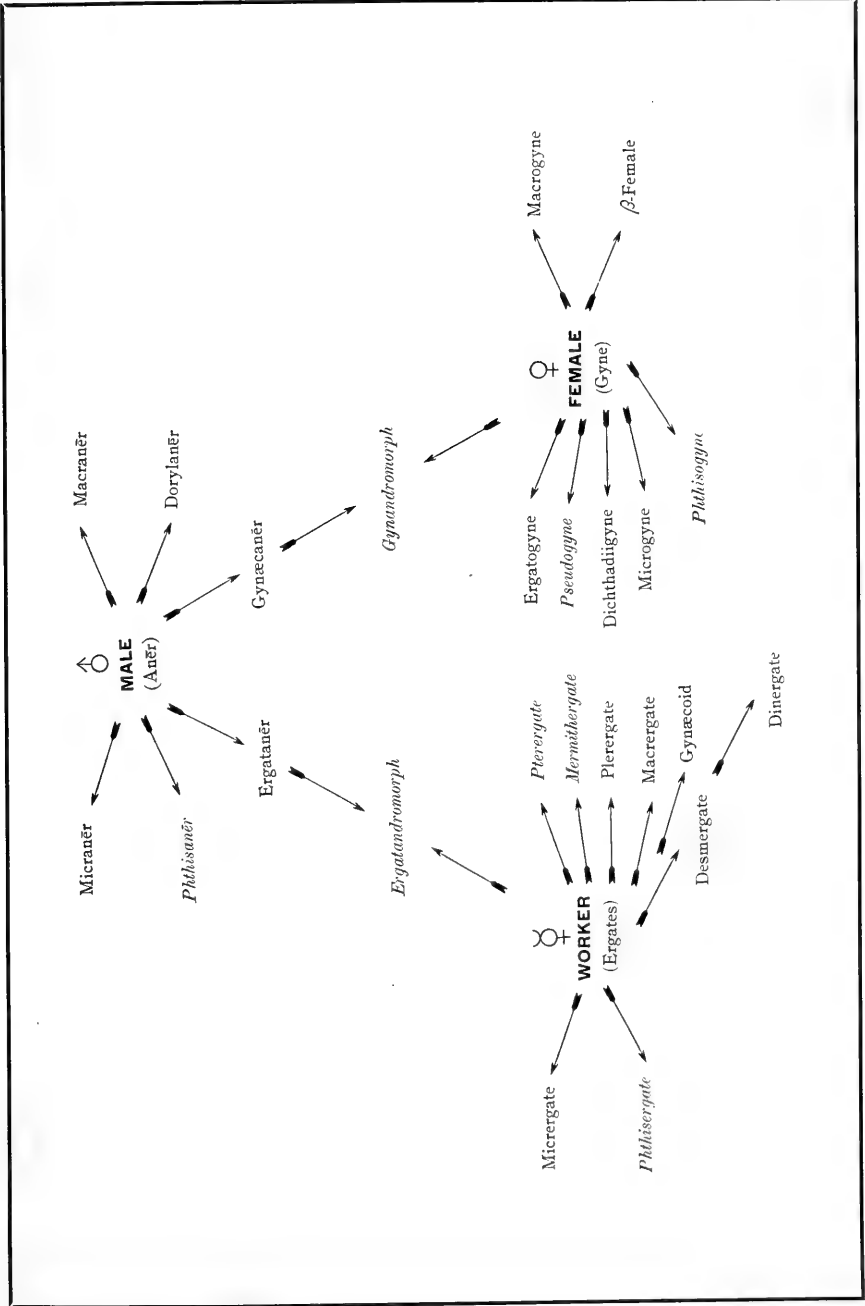 Macranēr
♂
MALE
(Anēr)
Micranēr
Dorylanēr
Phthisanēr
Gynæcanēr
Ergatanēr
Gynandromorph
Ergatandromorph
Macrogyne
♀
Pterergate
Ergatogyne
FEMALE
☿
Micrergate
WORKER
Mermithergate
Pseudogyne
(Gyne)
β-Female
(Ergates)
Plerergate
Dichthadiigyne
Phthisergate
Macrergate
Microgyne
Gynæcoid
Phthisogyne
Desmergate
Dinergate